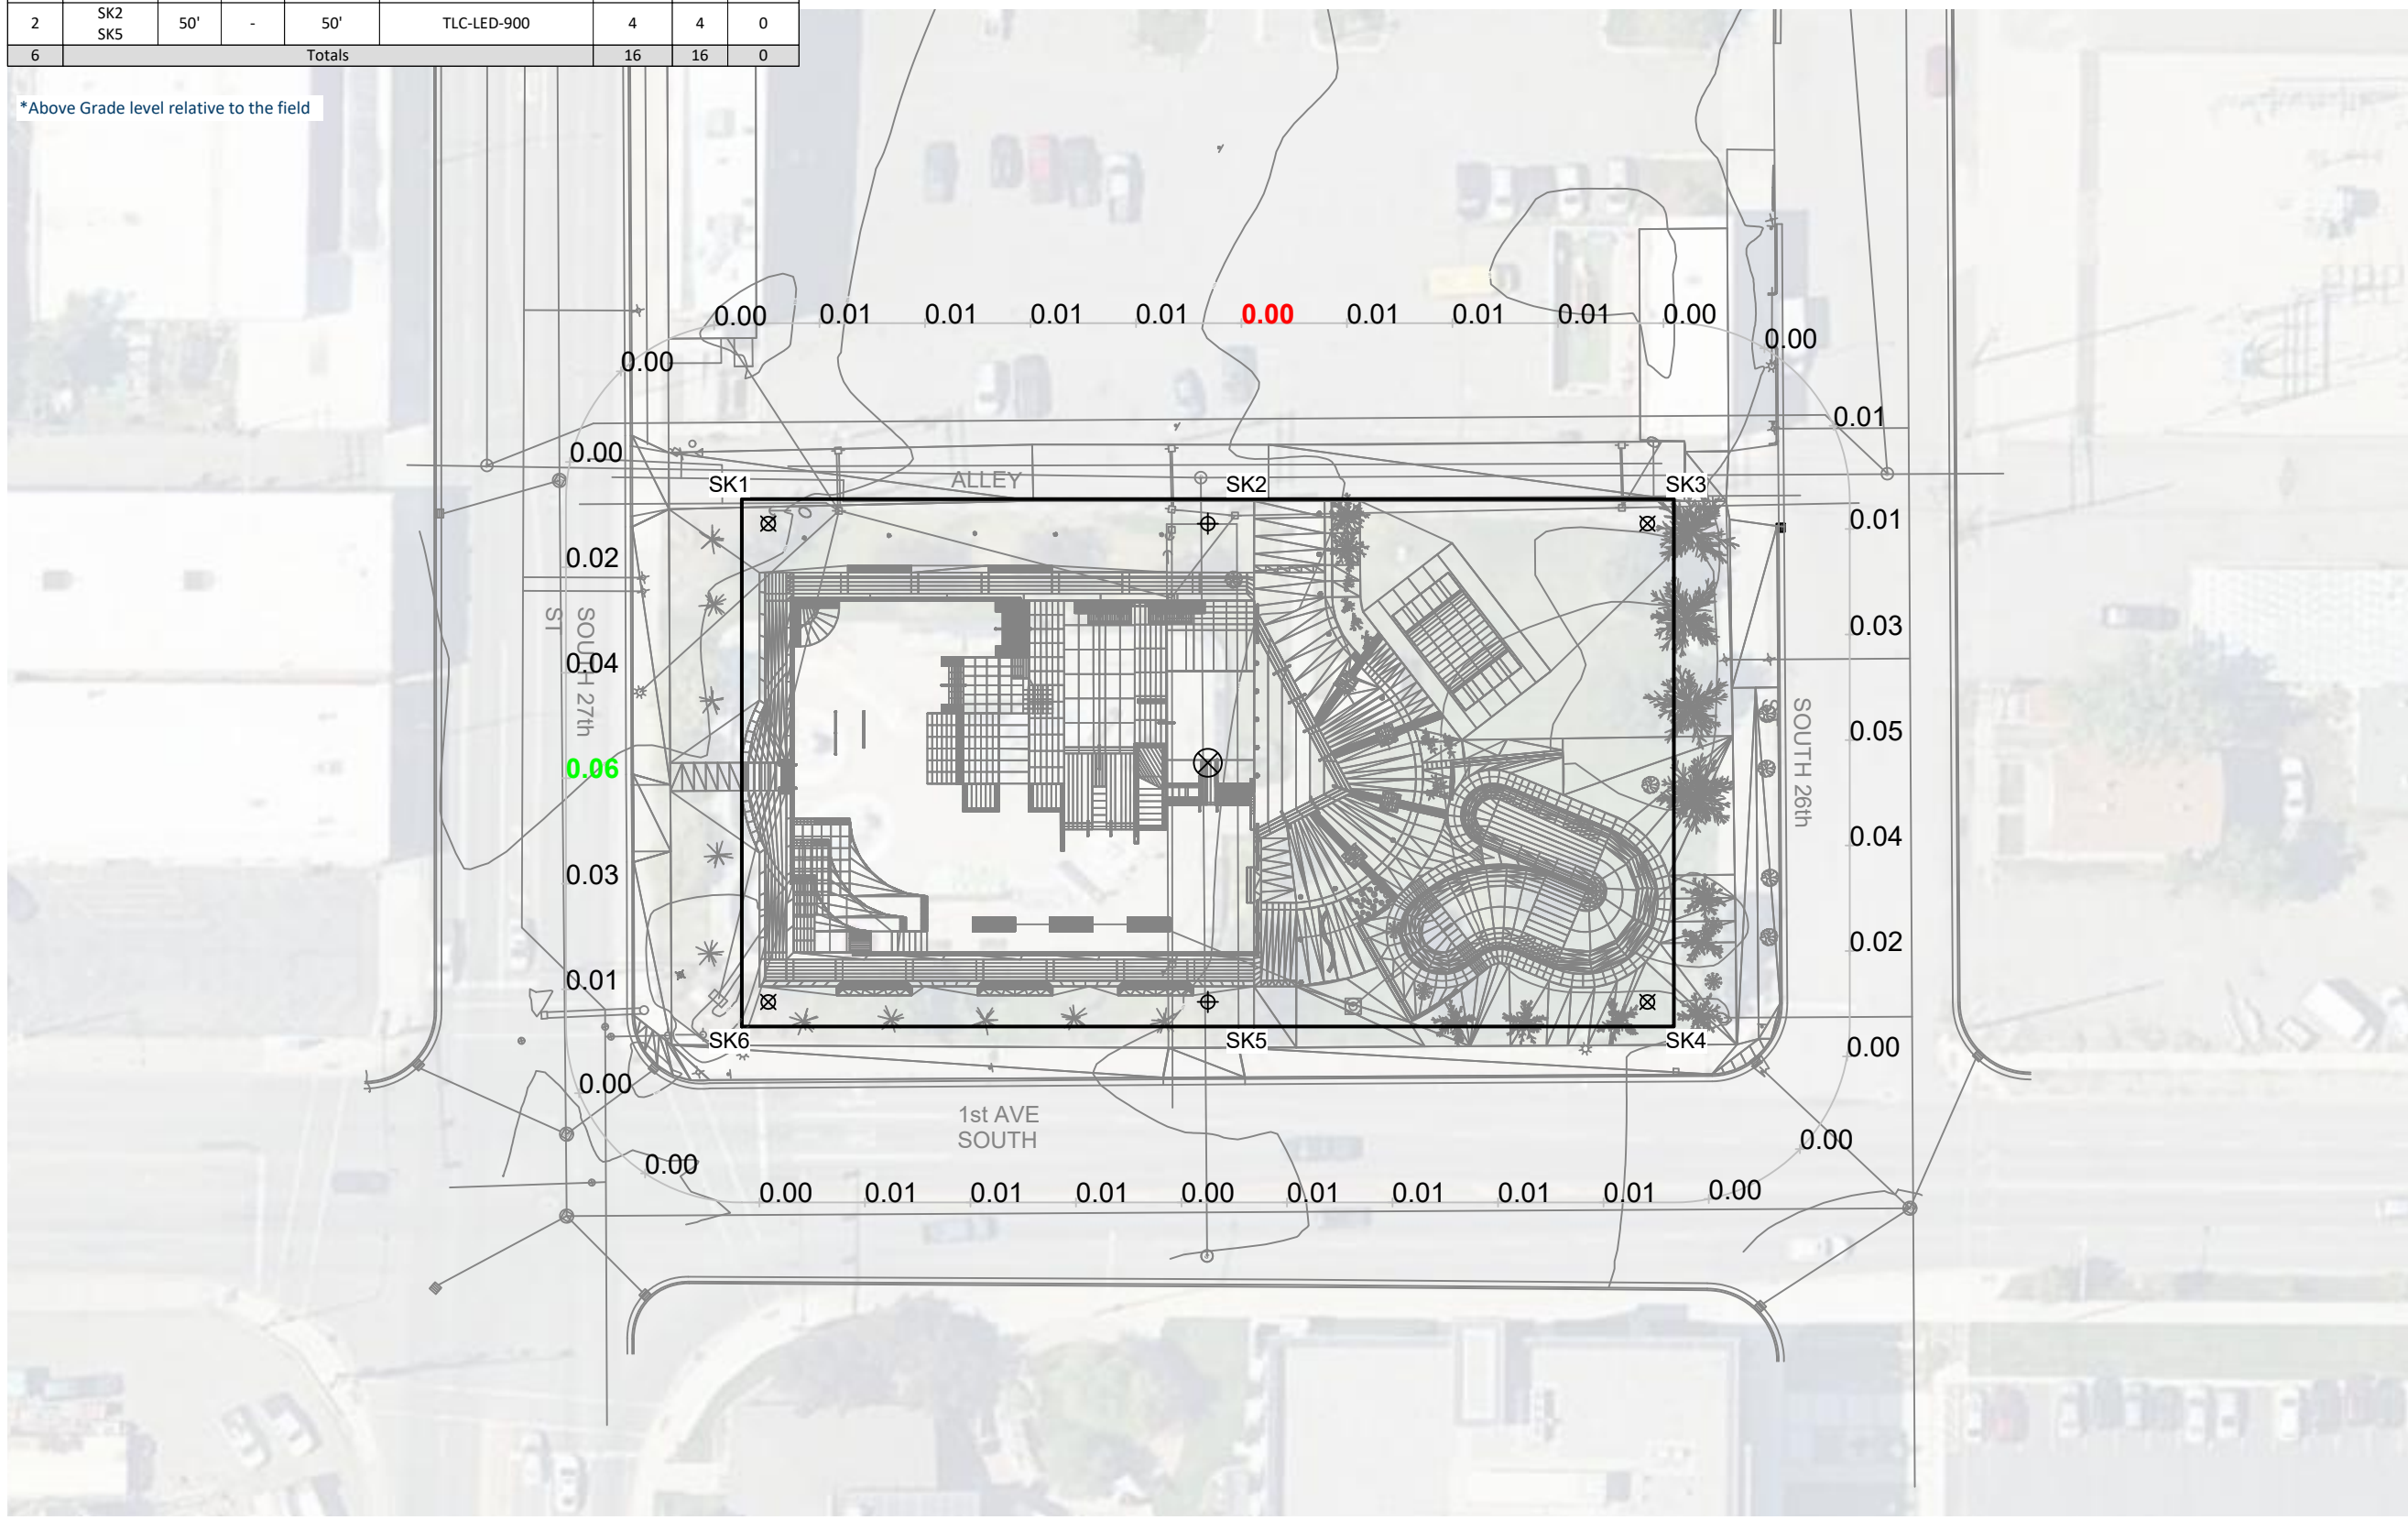 2 SK2 50' - 50' TLC-LED-900 4 4 0
SK5
6 Totals 16 16 0
*Above Grade level relative to the field
0.00 0.01 0.01 0.01 0.01 0.00 0.01 0.01 0.01 0.00
0.00
0.00
0.01
0.00
ALLEY
SK1 SK2 SK3
0.01
0.02
0.03
SOUTH 27th
ST
0.04
0.05
SOUTH 26th
0.06
0.04
0.03
0.02
0.01
SK6 SK5 SK4
0.00
0.00
1st AVE
SOUTH
0.00
0.00
0.00 0.01 0.01 0.01 0.00 0.01 0.01 0.01 0.01 0.00